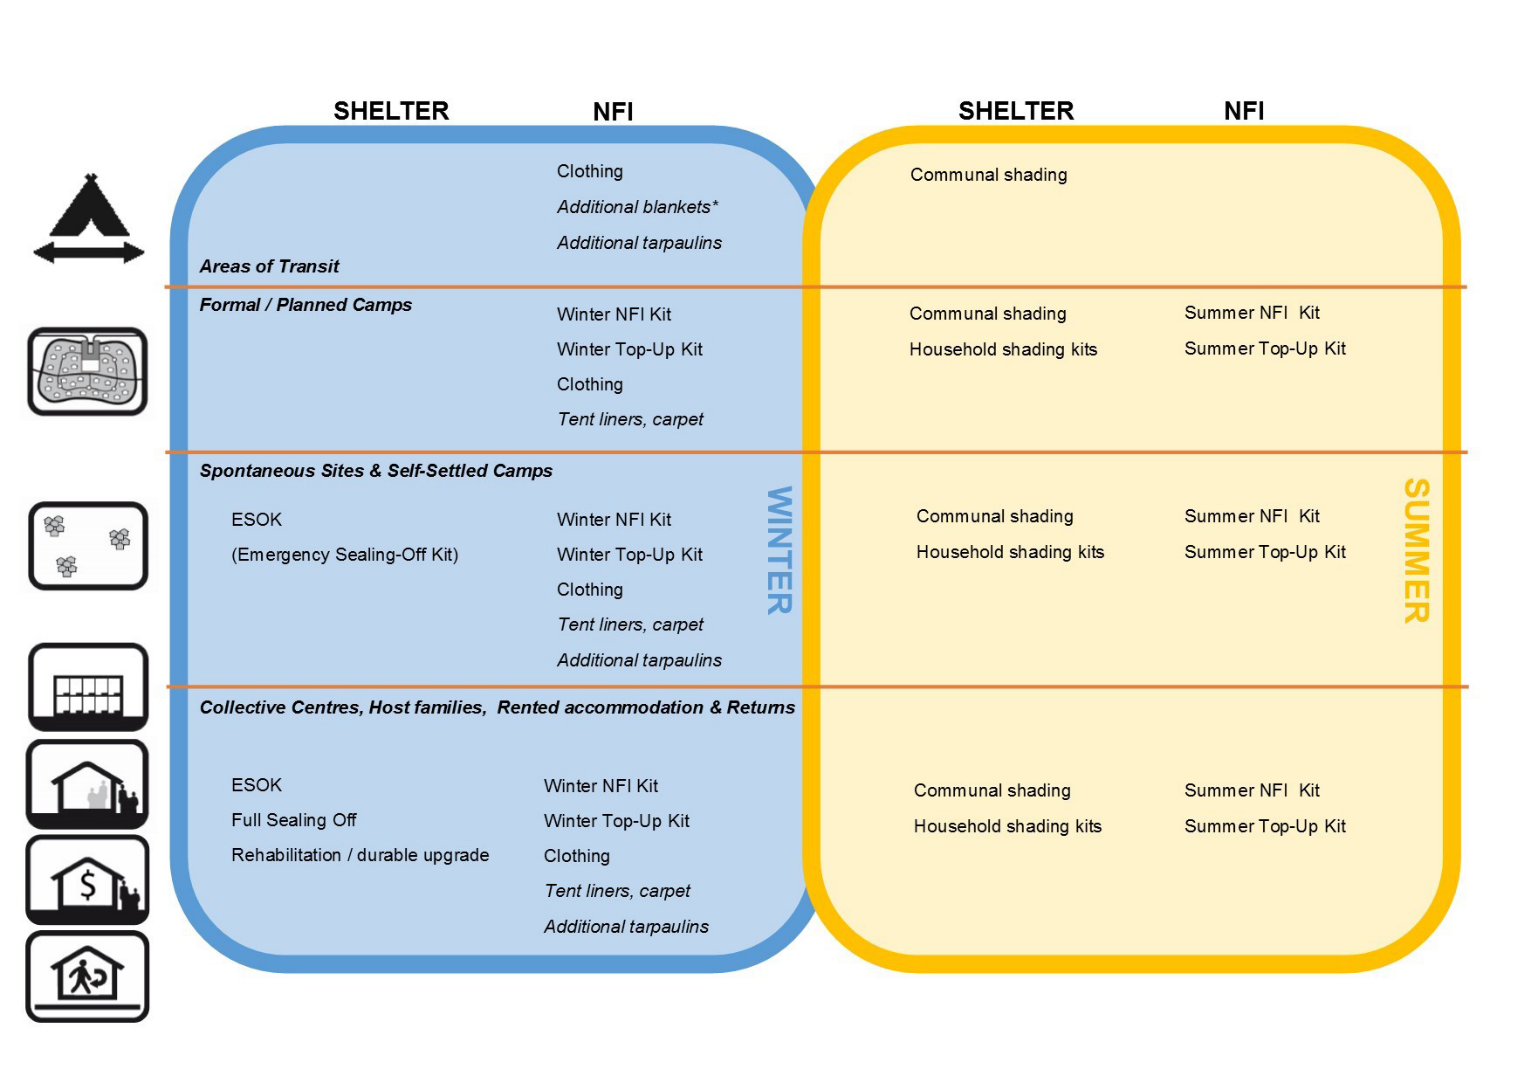 SHELTER NFI SHELTER NFI
Clothing
Additional blankets*
Additional tarpaulins
Communal shading
Areas of Transit
Formal / Planned Camps
Winter NFI Kit
Winter Top-Up Kit
Clothing
Tent liners, carpet
Communal shading
Household shading kits
Summer NFI Kit
Summer Top-Up Kit
Spontaneous Sites & Self-Settled Camps
ESOK
(Emergency Sealing-Off Kit)
Winter NFI Kit
Winter Top-Up Kit
Clothing
Tent liners, carpet
Additional tarpaulins
WINTER
Communal shading
Household shading kits
Summer NFI Kit
Summer Top-Up Kit
SUMMER
Collective Centres, Host families, Rented accommodation & Returns
ESOK
Full Sealing Off
Rehabilitation / durable upgrade
Winter NFI Kit
Winter Top-Up Kit
Clothing
Tent liners, carpet
Additional tarpaulins
Communal shading
Household shading kits
Summer NFI Kit
Summer Top-Up Kit
$